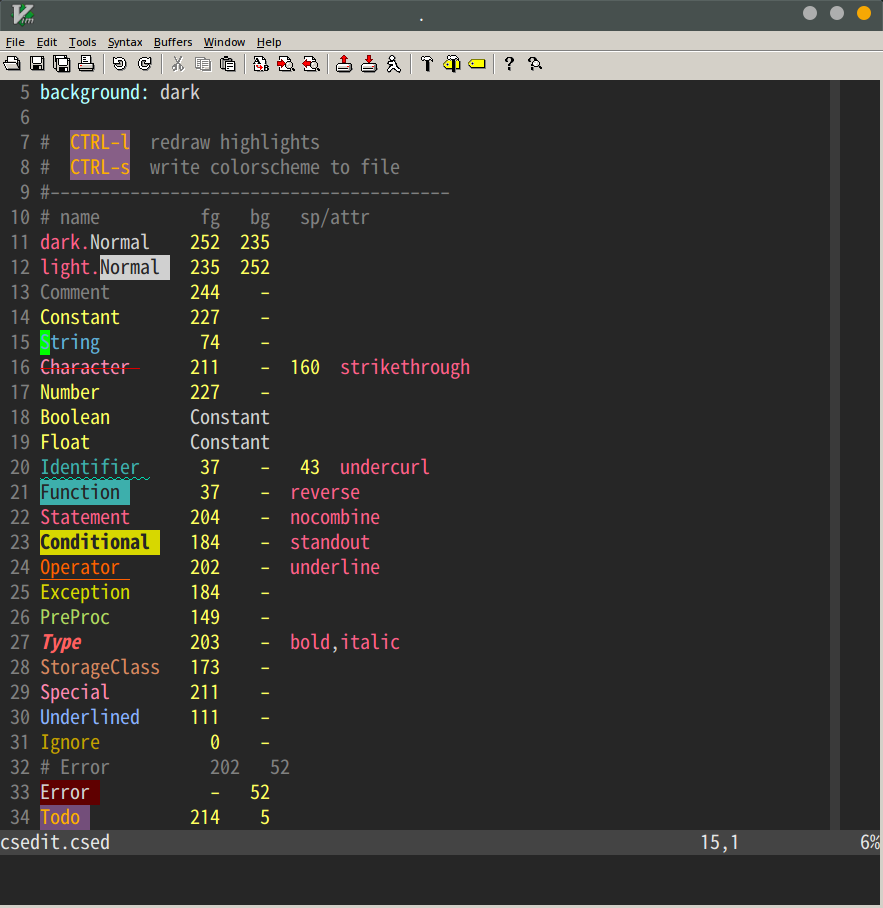 Vim .
File Edit Tools Syntax Buffers Window Help
5 background: dark
6
7 #  CTRL-l  redraw highlights
8 #  CTRL-s  write colorscheme to file
9 #----------------------------------------
10 # name          fg   bg   sp/attr
11 dark.Normal    252  235
12 light.Normal   235  252
13 Comment        244    -
14 Constant       227    -
15 String          74    -
16 Character      211    -  160  strikethrough
17 Number         227    -
18 Boolean        Constant
19 Float          Constant
20 Identifier      37    -   43  undercurl
21 Function        37    -  reverse
22 Statement      204    -  nocombine
23 Conditional    184    -  standout
24 Operator       202    -  underline
25 Exception      184    -
26 PreProc        149    -
27 Type           203    -  bold,italic
28 StorageClass   173    -
29 Special        211    -
30 Underlined     111    -
31 Ignore           0    -
32 # Error          202   52
33 Error            -   52
34 Todo           214    5
csedit.csed 15,1 6%